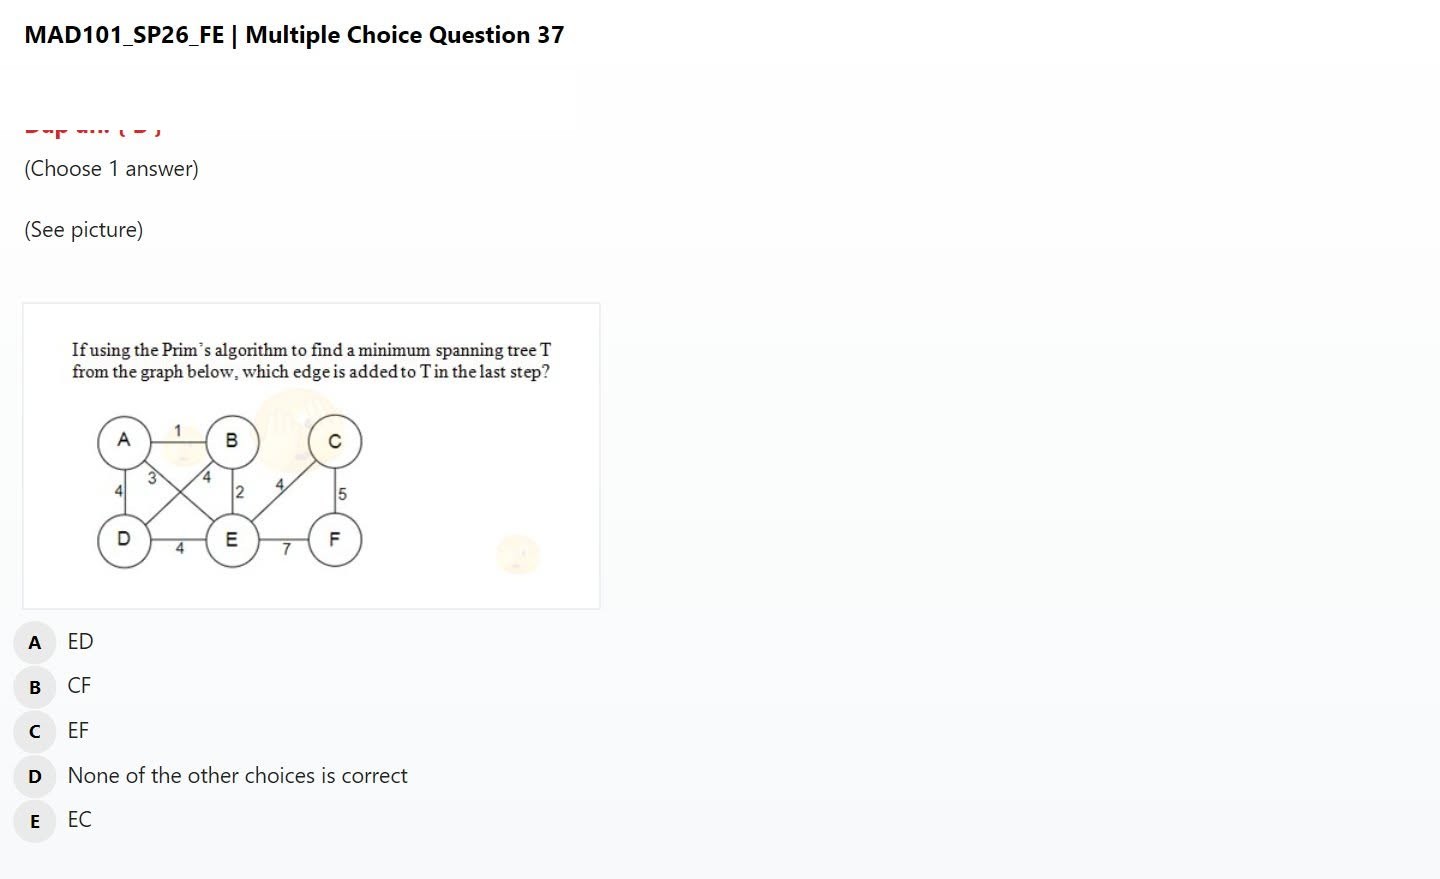 MAD101_SP26_FE | Multiple Choice Question 37
(Choose 1 answer)
(See picture)
If using the Prim's algorithm to find a minimum spanning tree T
from the graph below, which edge is added to T in the last step?
A 1 B C
3 4 4
4 2 5
D 4 E 7 F
A ED
B CF
C EF
D None of the other choices is correct
E EC